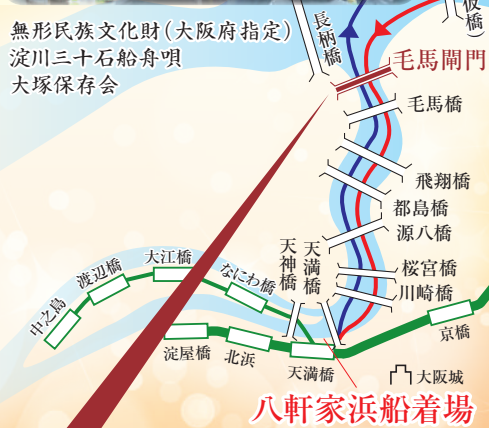 無形民族文化財(大阪府指定)
淀川三十石船舟唄
大塚保存会
長柄橋
毛馬閘門
毛馬橋
飛翔橋
都島橋
源八橋
桜宮橋
川崎橋
天神橋
天満橋
大江橋
なにわ橋
渡辺橋
中之島
淀屋橋
北浜
天満橋
京橋
大阪城
八軒家浜船着場